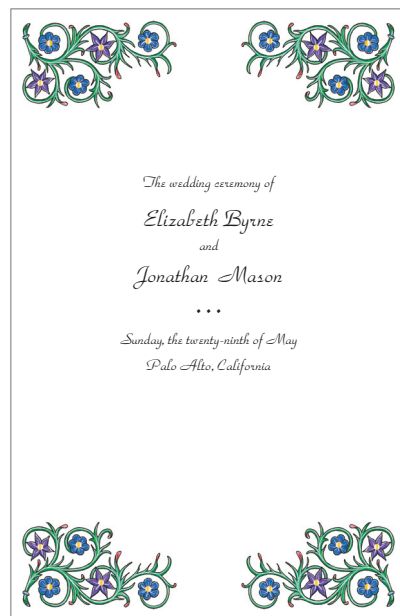 The wedding ceremony of
Elizabeth Byrne
and
Jonathan Mason
• • •
Sunday, the twenty-ninth of May
Palo Alto, California